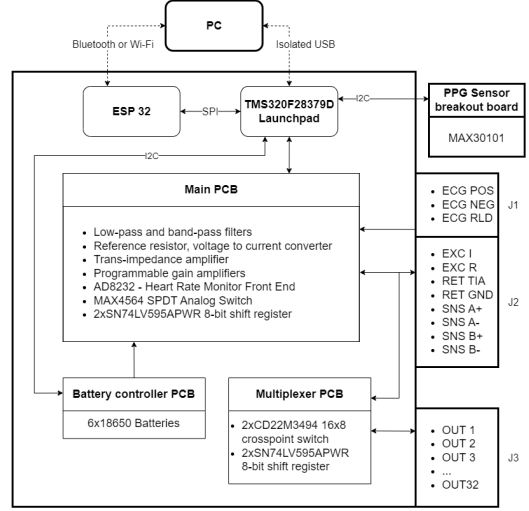 PC
Bluetooth or Wi-Fi
Isolated USB
ESP 32
SPI
TMS320F28379D
Launchpad
I2C
PPG Sensor
breakout board
MAX30101
I2C
Main PCB
• Low-pass and band-pass filters
• Reference resistor, voltage to current converter
• Trans-impedance amplifier
• Programmable gain amplifiers
• AD8232 - Heart Rate Monitor Front End
• MAX4564 SPDT Analog Switch
• 2xSN74LV595APWR 8-bit shift register
• ECG POS
• ECG NEG
• ECG RLD
J1
• EXC I
• EXC R
• RET TIA
• RET GND
• SNS A+
• SNS A-
• SNS B+
• SNS B-
J2
Battery controller PCB
6x18650 Batteries
Multiplexer PCB
• 2xCD22M3494 16x8
crosspoint switch
• 2xSN74LV595APWR
8-bit shift register
• OUT 1
• OUT 2
• OUT 3
• ...
• OUT32
J3